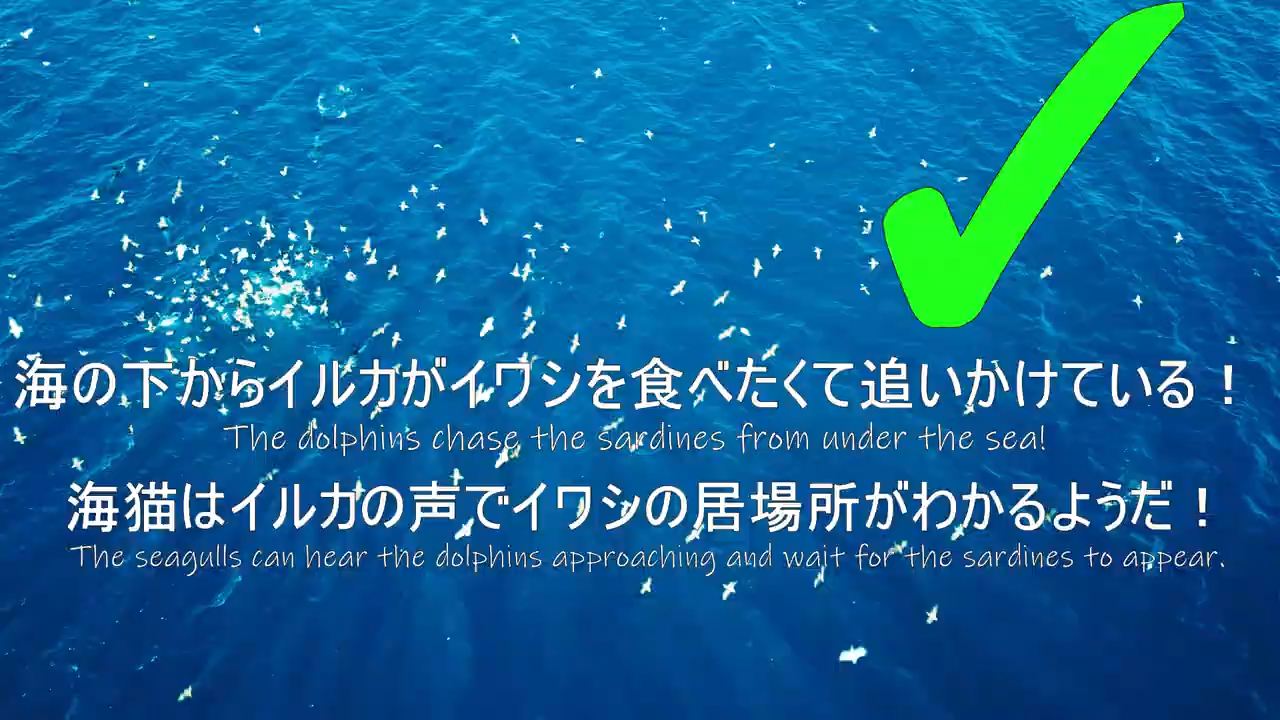 海の下からイルカがイワシを食べたくて追いかけている！
The dolphins chase the sardines from under the sea!
海猫はイルカの声でイワシの居場所がわかるようだ！
The seagulls can hear the dolphins approaching and wait for the sardines to appear.